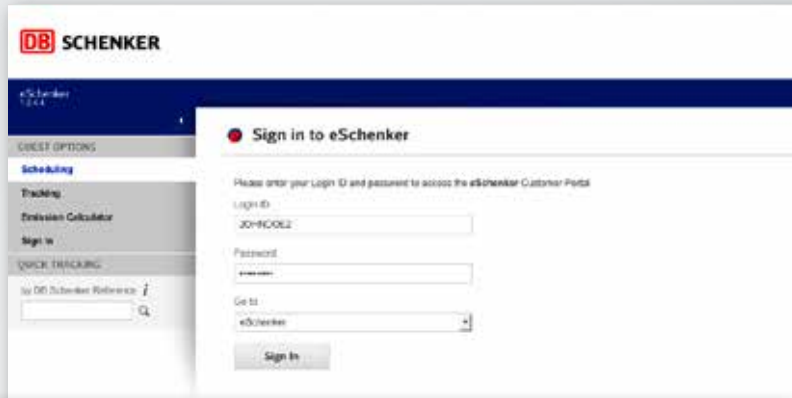 DB SCHENKER
eSchenker
GUEST OPTIONS
Scheduling
Tracking
Emission Calculator
Sign In
QUICK TRACKING
by DB Schenker Reference i
Sign in to eSchenker
Please enter your Login ID and password to access the eSchenker Customer Portal
Login ID
JOHNDOE2
Password
Go to
eSchenker
Sign In